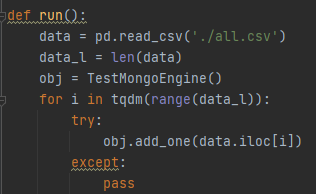 def run():
    data = pd.read_csv('./all.csv')
    data_l = len(data)
    obj = TestMongoEngine()
    for i in tqdm(range(data_l)):
        try:
            obj.add_one(data.iloc[i])
        except:
            pass